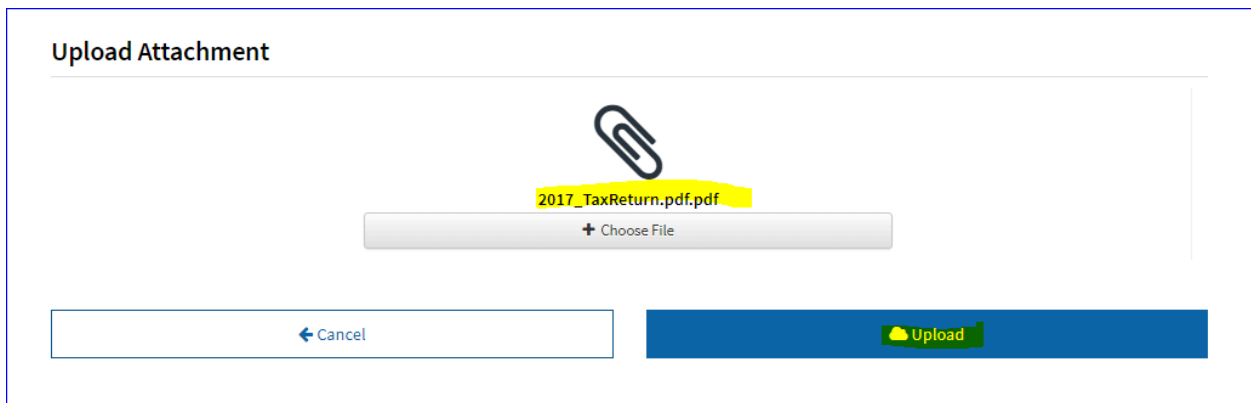 Upload Attachment
2017_TaxReturn.pdf.pdf
+ Choose File
Cancel
Upload